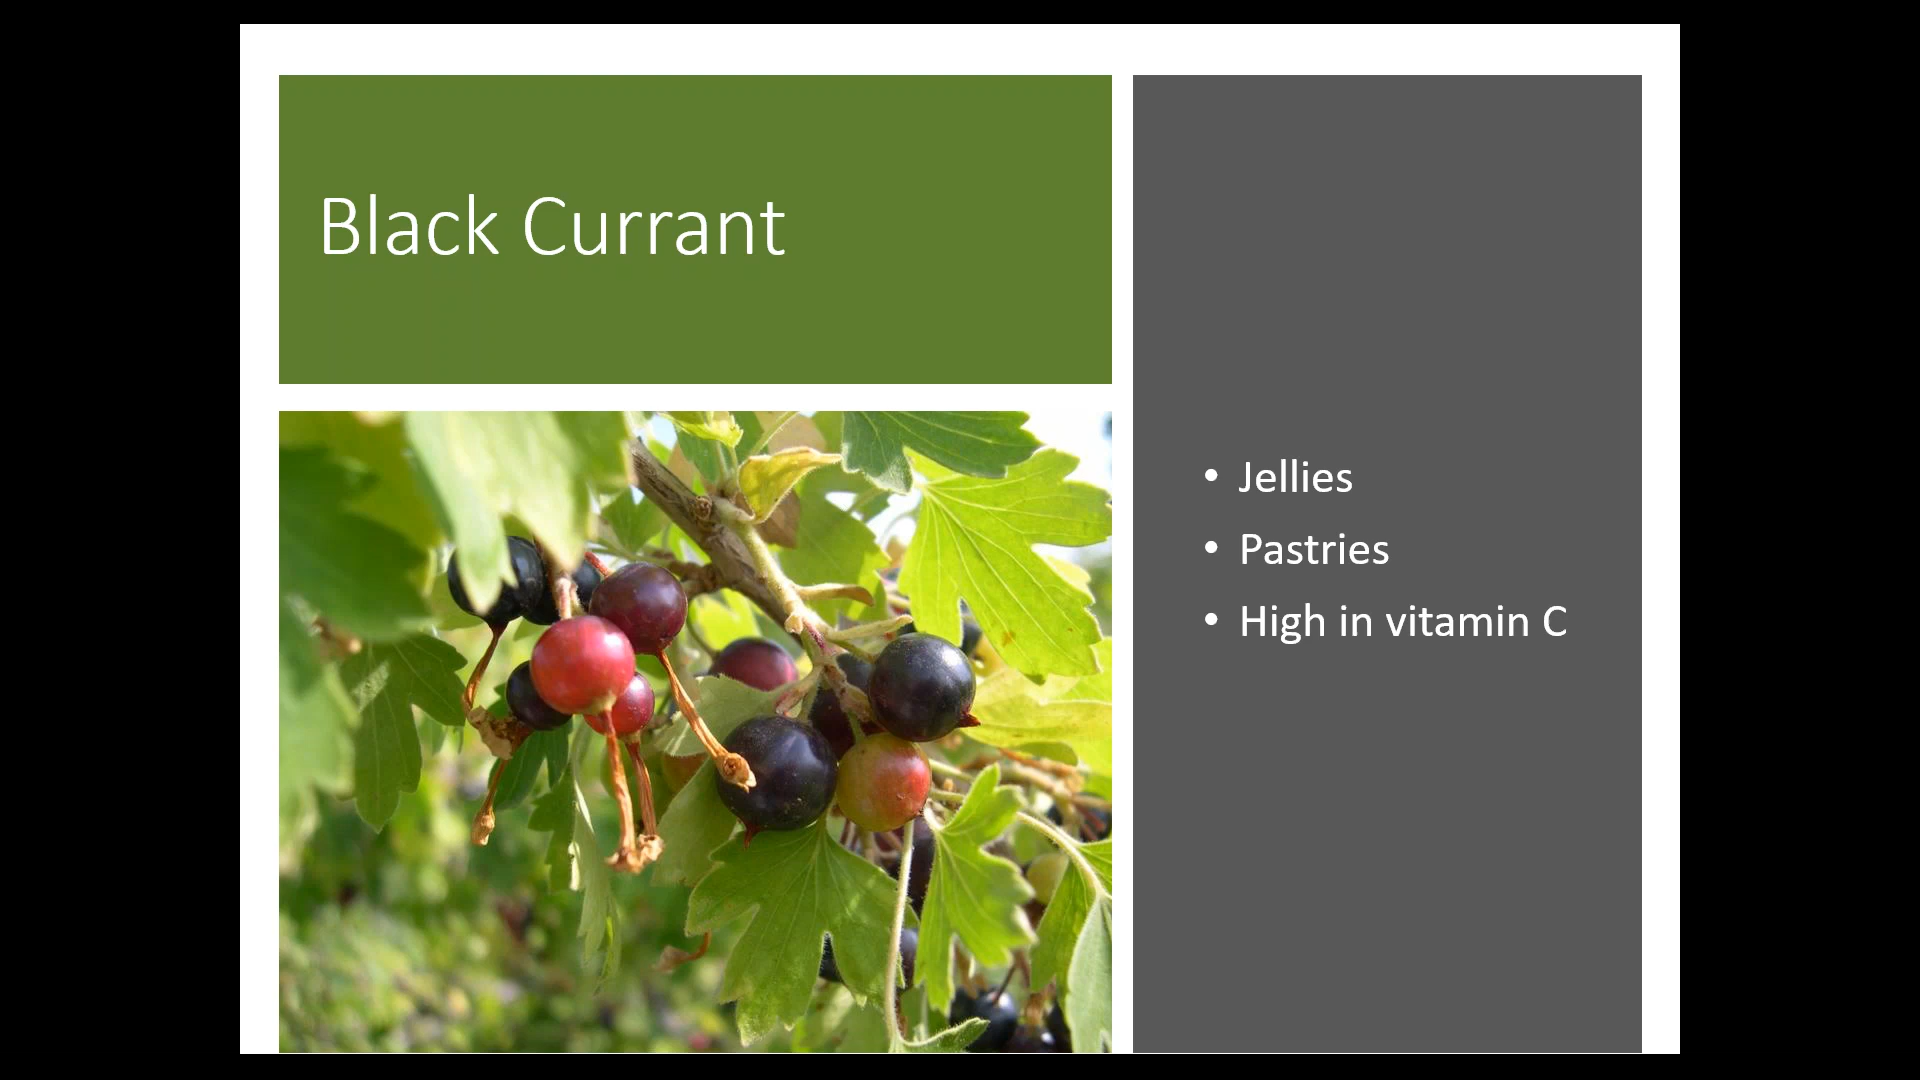 Black Currant
• Jellies
• Pastries
• High in vitamin C